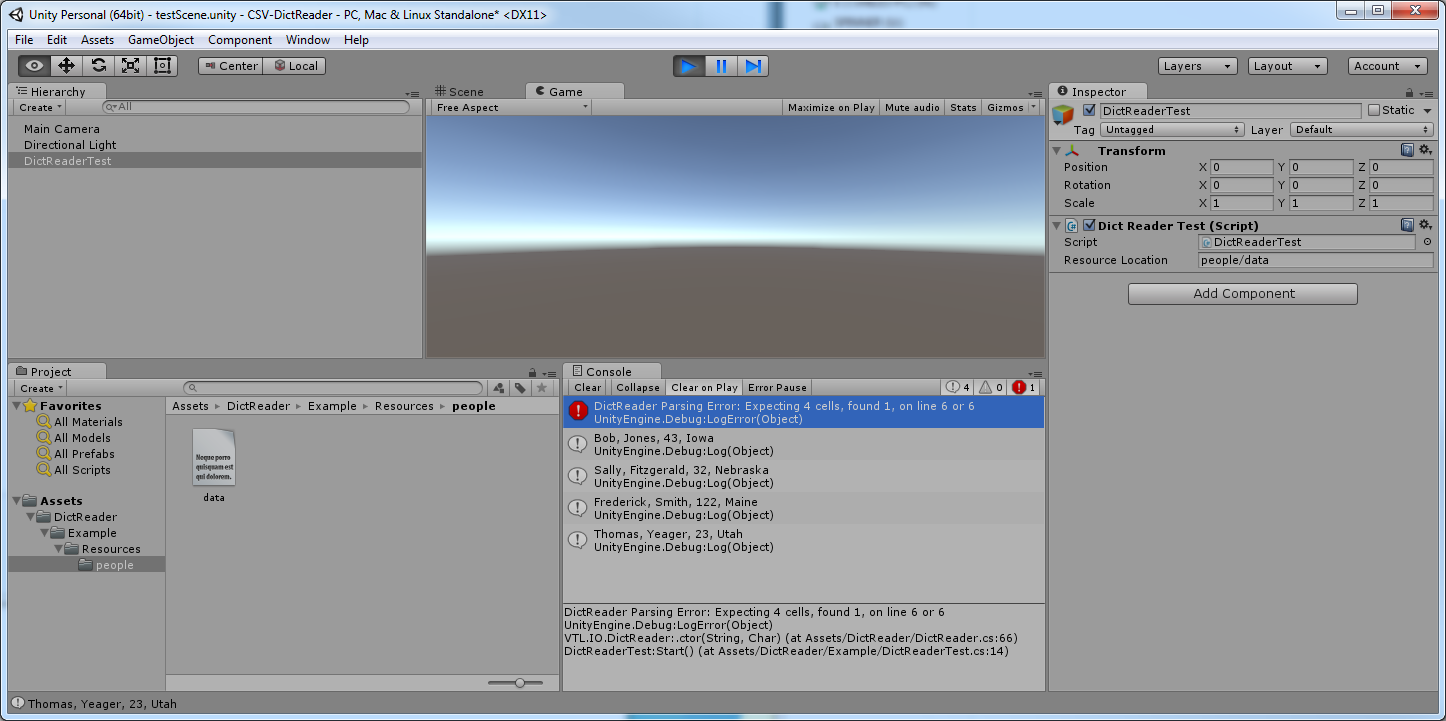 Unity Personal (64bit) - testScene.unity - CSV-DictReader - PC, Mac & Linux Standalone* <DX11>
File Edit Assets GameObject Component Window Help
Center Local Layers Layout Account
Hierarchy
Create All
Main Camera
Directional Light
DictReaderTest
Scene Game
Free Aspect Maximize on Play Mute audio Stats Gizmos
Inspector
DictReaderTest Static
Tag Untagged Layer Default
Transform
Position X 0 Y 0 Z 0
Rotation X 0 Y 0 Z 0
Scale X 1 Y 1 Z 1
Dict Reader Test (Script)
Script DictReaderTest
Resource Location people/data
Add Component
Project
Create
Favorites
All Materials
All Models
All Prefabs
All Scripts
Assets
DictReader
Example
Resources
people
Assets ▸ DictReader ▸ Example ▸ Resources ▸ people
Neque porro
quisquam est
qui dolorem.
data
Console
Clear Collapse Clear on Play Error Pause 4 0 1
DictReader Parsing Error: Expecting 4 cells, found 1, on line 6 or 6
UnityEngine.Debug:LogError(Object)
Bob, Jones, 43, Iowa
UnityEngine.Debug:Log(Object)
Sally, Fitzgerald, 32, Nebraska
UnityEngine.Debug:Log(Object)
Frederick, Smith, 122, Maine
UnityEngine.Debug:Log(Object)
Thomas, Yeager, 23, Utah
UnityEngine.Debug:Log(Object)
DictReader Parsing Error: Expecting 4 cells, found 1, on line 6 or 6
UnityEngine.Debug:LogError(Object)
VTL.IO.DictReader:.ctor(String, Char) (at Assets/DictReader/DictReader.cs:66)
DictReaderTest:Start() (at Assets/DictReader/Example/DictReaderTest.cs:14)
Thomas, Yeager, 23, Utah